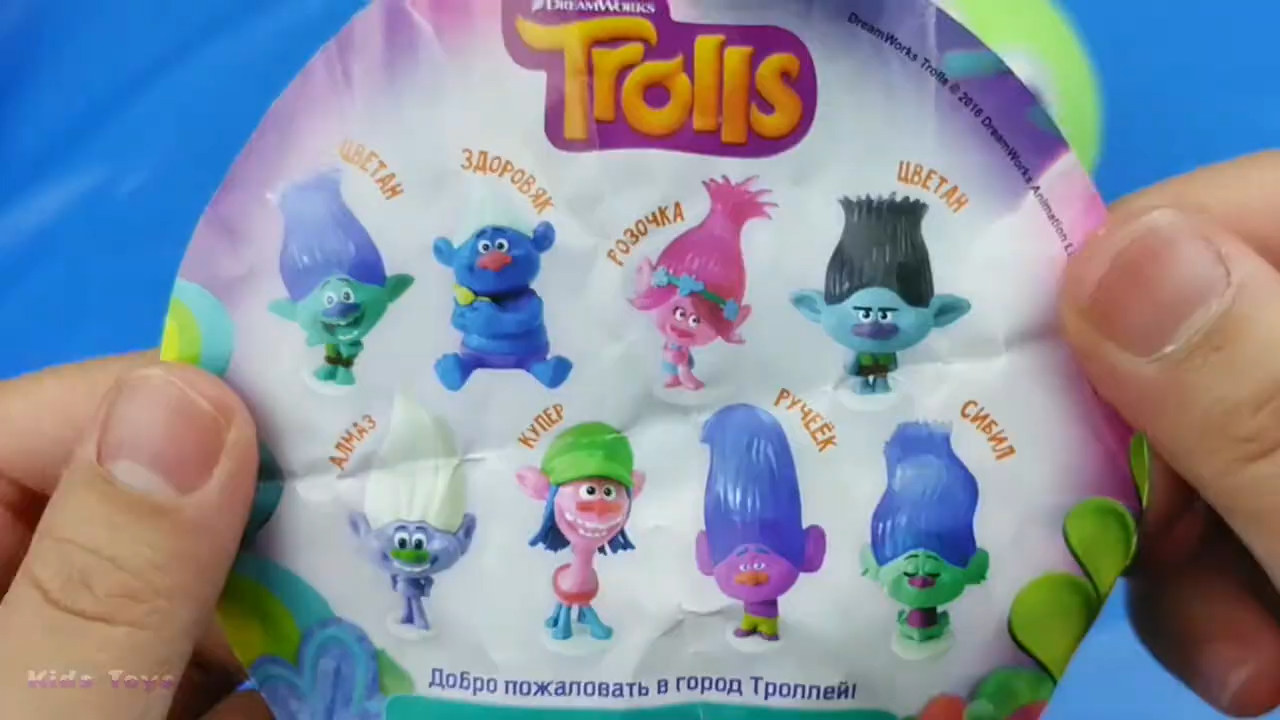 DREAMWORKS
Trolls
DreamWorks Trolls © 2016 DreamWorks Animation L
ЦВЕТАН
ЗДОРОВЯК
РОЗОЧКА
ЦВЕТАН
АЛМАЗ
КУПЕР
РУЧЕЁК
СИБИЛ
Добро пожаловать в город Троллей!
Kids Toys